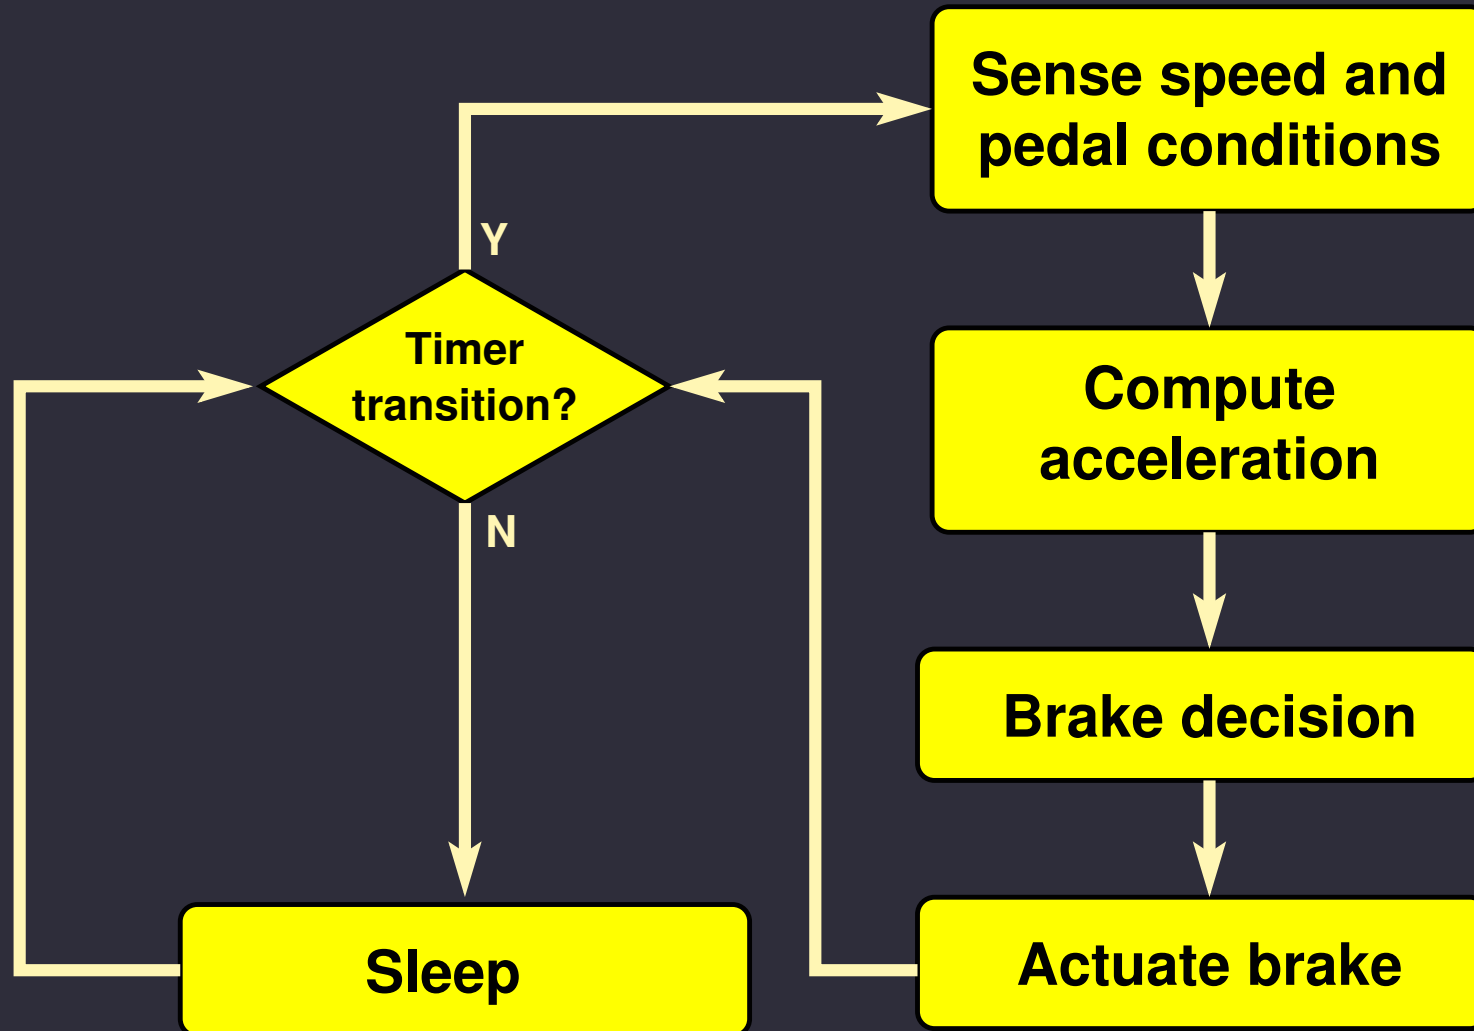 Sense speed and
pedal conditions
Y
Timer
transition?
N
Compute
acceleration
Brake decision
Actuate brake
Sleep